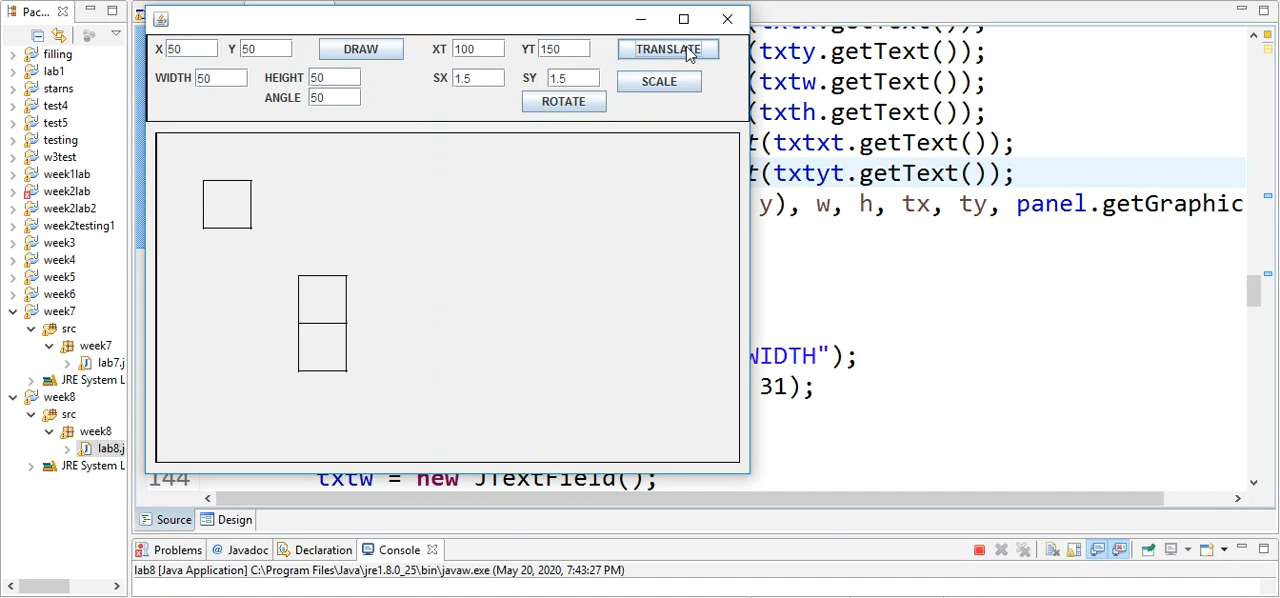 Pac...
filling
lab1
starns
test4
test5
testing
w3test
week1lab
week2lab
week2lab2
week2testing1
week3
week4
week5
week6
week7
src
week7
lab7.j
JRE System L
week8
src
week8
lab8.j
JRE System L
X 50 Y 50 DRAW XT 100 YT 150 TRANSLATE
WIDTH 50 HEIGHT 50 SX 1.5 SY 1.5 SCALE
ANGLE 50 ROTATE
(txty.getText());
(txtw.getText());
(txth.getText());
(txtxt.getText());
(txtyt.getText());
y), w, h, tx, ty, panel.getGraphic
WIDTH");
31);
144 txtw = new JTextField();
Source Design
Problems @ Javadoc Declaration Console
lab8 [Java Application] C:\Program Files\Java\jre1.8.0_25\bin\javaw.exe (May 20, 2020, 7:43:27 PM)